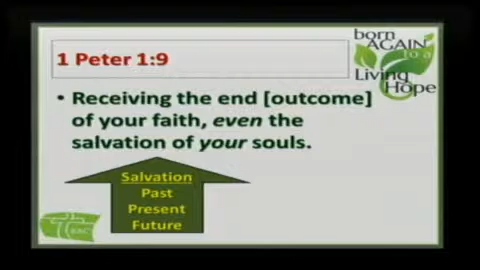 born
AGAIN
to a
Living
Hope
1 Peter 1:9
• Receiving the end [outcome]
of your faith, even the
salvation of your souls.
Salvation
Past
Present
Future